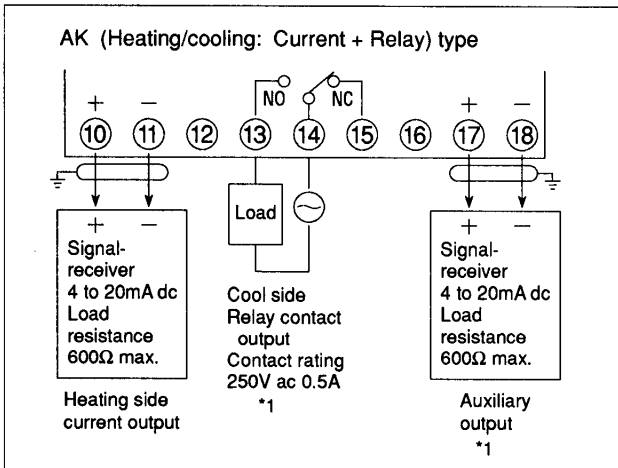 AK (Heating/cooling: Current + Relay) type
NO NC
+ − + −
10 11 12 13 14 15 16 17 18
+ −
Signal-
receiver
4 to 20mA dc
Load
resistance
600Ω max.
Heating side
current output
Load
Cool side
Relay contact
output
Contact rating
250V ac 0.5A
*1
+ −
Signal-
receiver
4 to 20mA dc
Load
resistance
600Ω max.
Auxiliary
output
*1